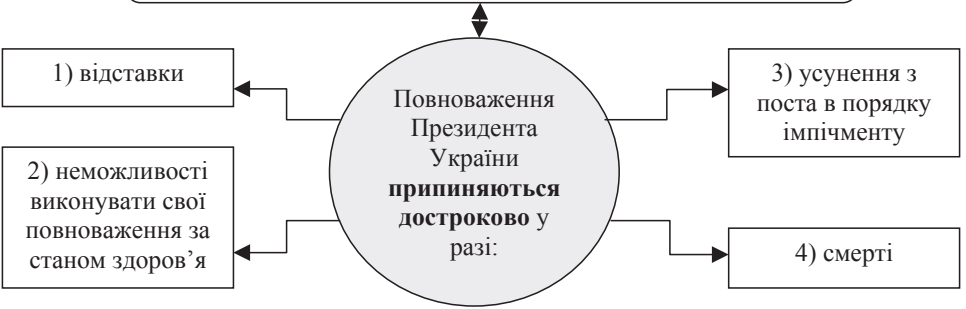 Повноваження
Президента
України
припиняються
достроково у
разі:
1) відставки
2) неможливості
виконувати свої
повноваження за
станом здоров’я
3) усунення з
поста в порядку
імпічменту
4) смерті